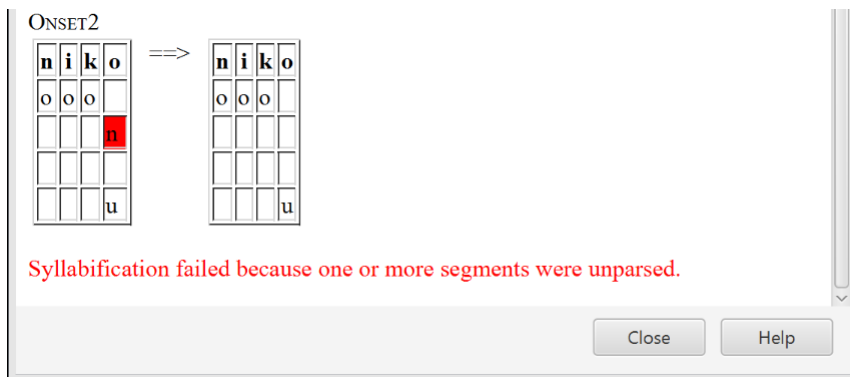 ONSET2
n i k o ==> n i k o
o o o o o o
n
u u
Syllabification failed because one or more segments were unparsed.
Close Help